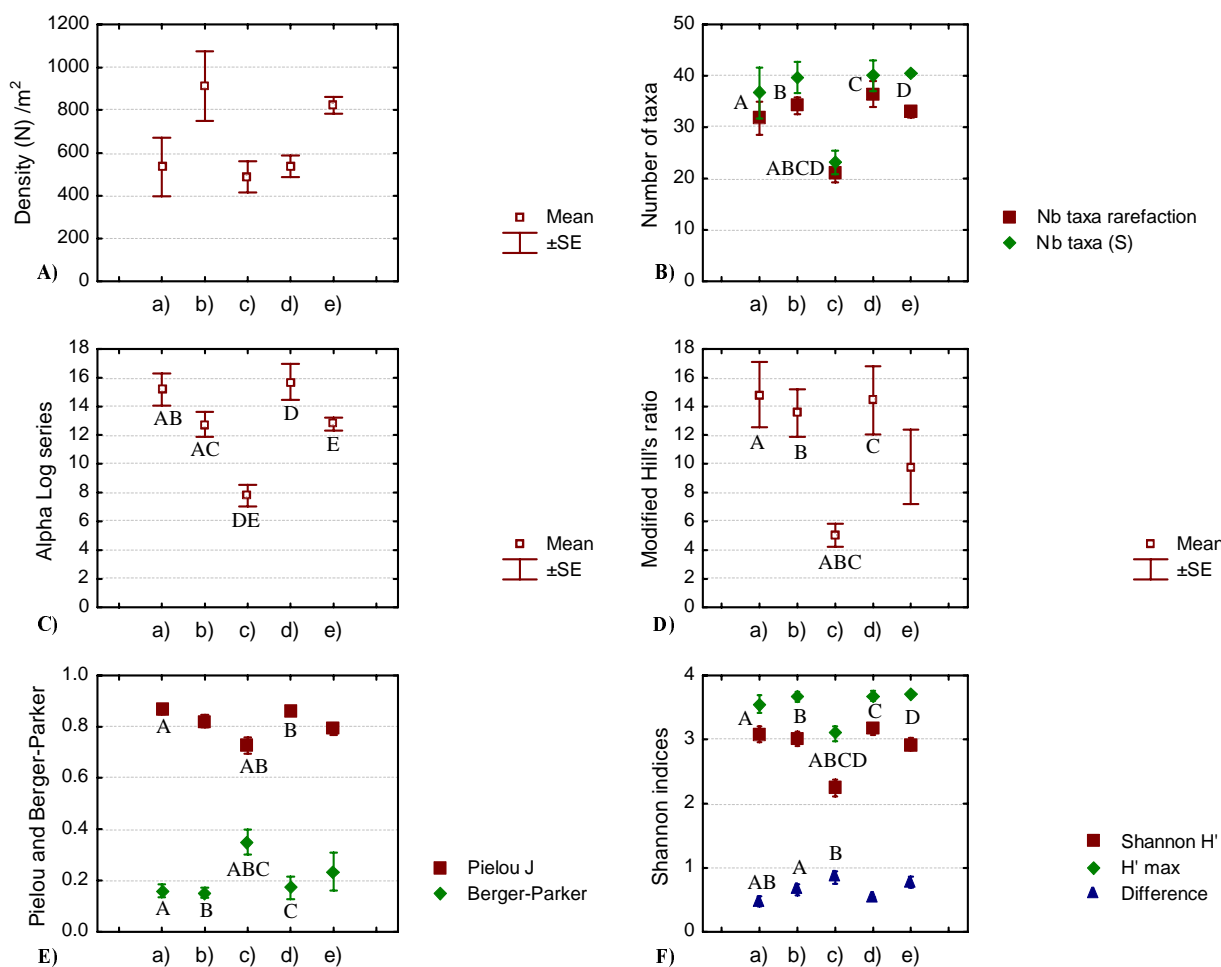 1200
1000
800
600
400
200
0
Density (N) /m²
A)
a) b) c) d) e)
Mean
±SE
50
40
30
20
10
0
Number of taxa
A B C D
ABCD
B)
a) b) c) d) e)
Nb taxa rarefaction
Nb taxa (S)
18
16
14
12
10
8
6
4
2
0
Alpha Log series
AB AC DE D E
C)
a) b) c) d) e)
Mean
±SE
18
16
14
12
10
8
6
4
2
0
Modified Hill's ratio
A B ABC C
D)
a) b) c) d) e)
Mean
±SE
1.0
0.8
0.6
0.4
0.2
0.0
Pielou and Berger-Parker
A AB B
A B ABC C
E)
a) b) c) d) e)
Pielou J
Berger-Parker
4
3
2
1
0
Shannon indices
A B ABCD C D
AB A B
F)
a) b) c) d) e)
Shannon H'
H' max
Difference